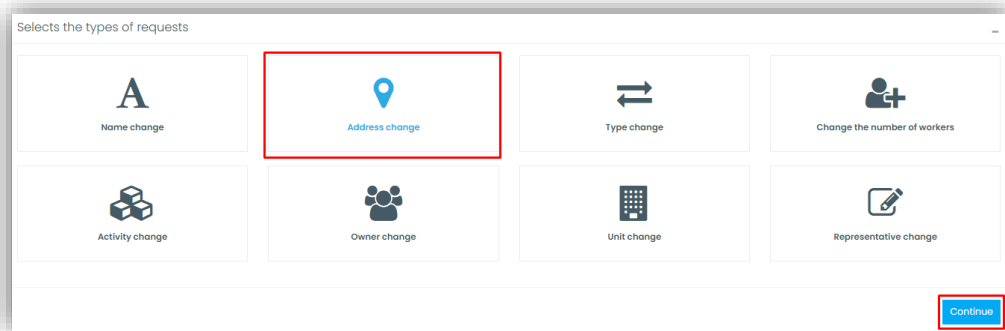 Selects the types of requests
Name change
Address change
Type change
Change the number of workers
Activity change
Owner change
Unit change
Representative change
Continue